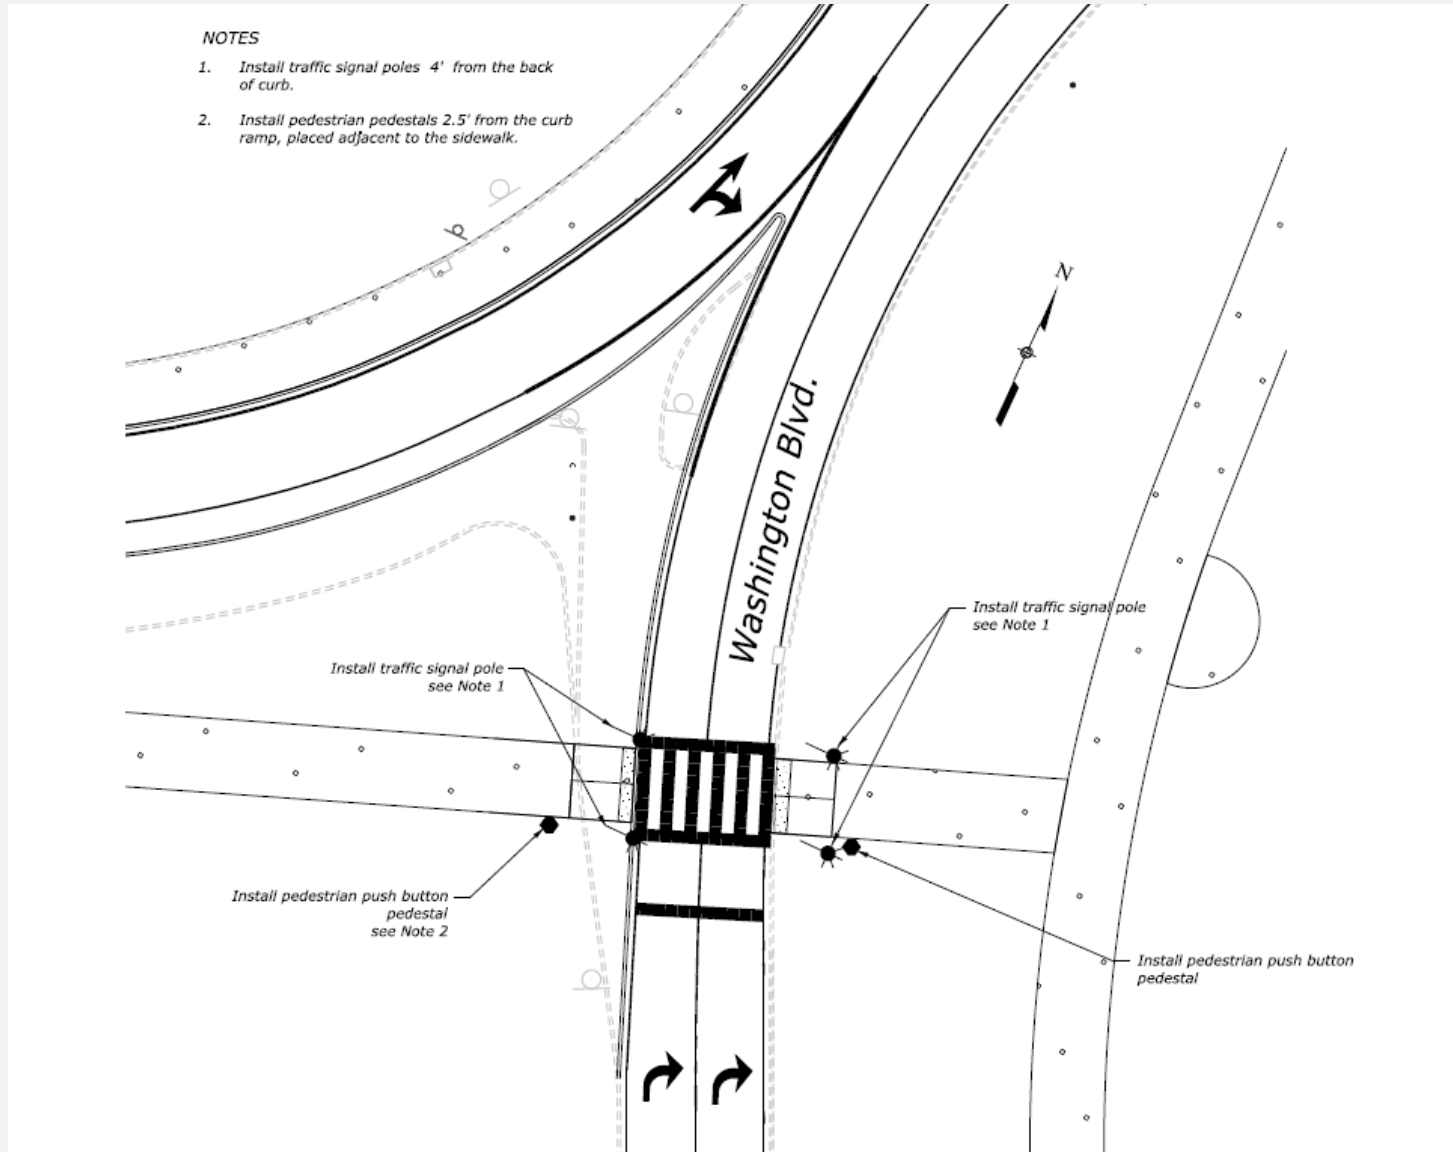 NOTES
1. Install traffic signal poles 4' from the back
of curb.
2. Install pedestrian pedestals 2.5' from the curb
ramp, placed adjacent to the sidewalk.
N
Washington Blvd.
Install traffic signal pole
see Note 1
Install traffic signal pole
see Note 1
Install pedestrian push button
pedestal
see Note 2
Install pedestrian push button
pedestal